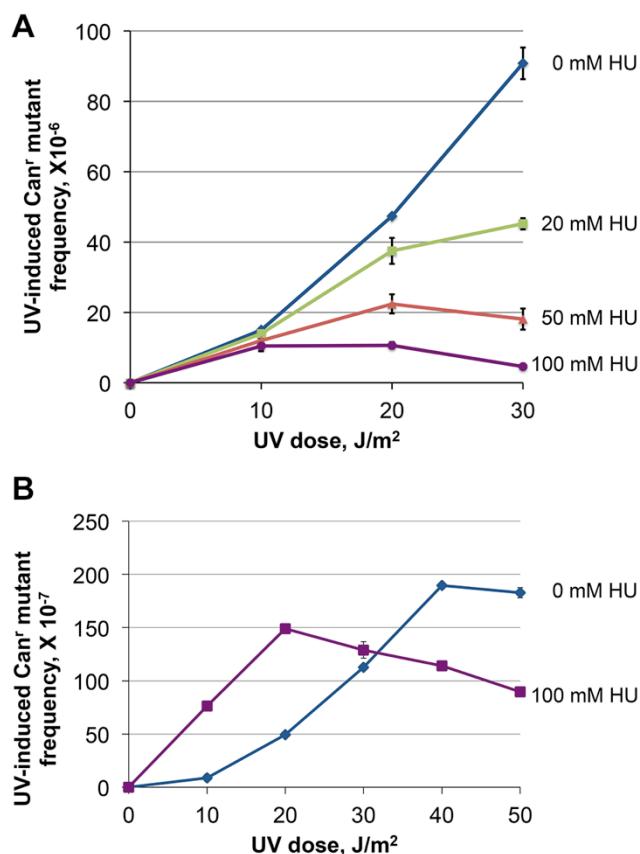 A
UV-induced Canʳ mutant
frequency, X10⁻⁶
100
80
60
40
20
0
0 mM HU
20 mM HU
50 mM HU
100 mM HU
0 10 20 30
UV dose, J/m²
B
UV-induced Canʳ mutant
frequency, X 10⁻⁷
250
200
150
100
50
0
0 mM HU
100 mM HU
0 10 20 30 40 50
UV dose, J/m²